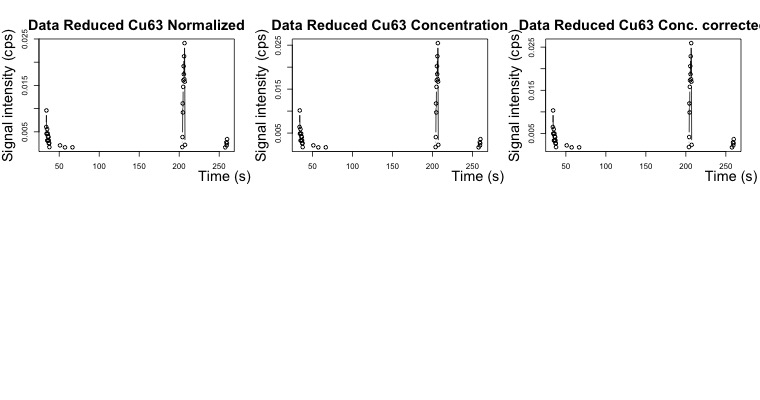 Data Reduced Cu63 Normalized
Signal intensity (cps)
0.005 0.015 0.025
50 100 150 200 250
Time (s)
Data Reduced Cu63 Concentration
Signal intensity (cps)
0.005 0.015 0.025
50 100 150 200 250
Time (s)
Data Reduced Cu63 Conc. corrected
Signal intensity (cps)
0.005 0.015 0.025
50 100 150 200 250
Time (s)